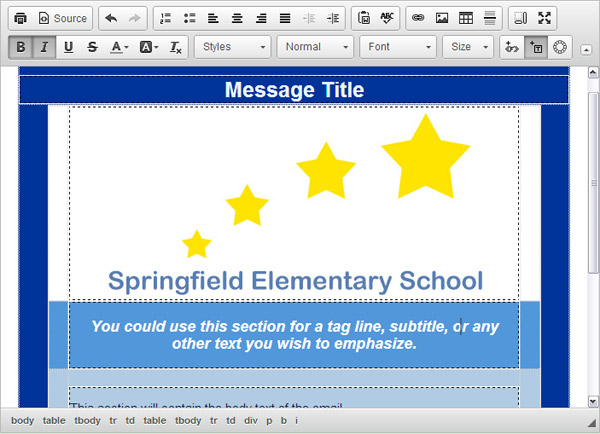 Source
ABC
B I U S A A Tx
Styles Normal Font Size
Message Title
Springfield Elementary School
You could use this section for a tag line, subtitle, or any
other text you wish to emphasize.
This section will contain the body text of the email
body table tbody tr td table tbody tr td div p b i